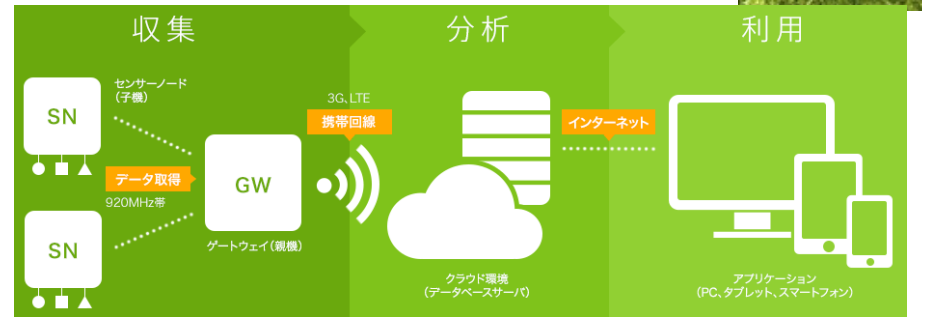 収集
分析
利用
センサーノード
(子機)
SN
データ取得
920MHz帯
SN
GW
ゲートウェイ(親機)
3G、LTE
携帯回線
クラウド環境
(データベースサーバ)
インターネット
アプリケーション
(PC、タブレット、スマートフォン)